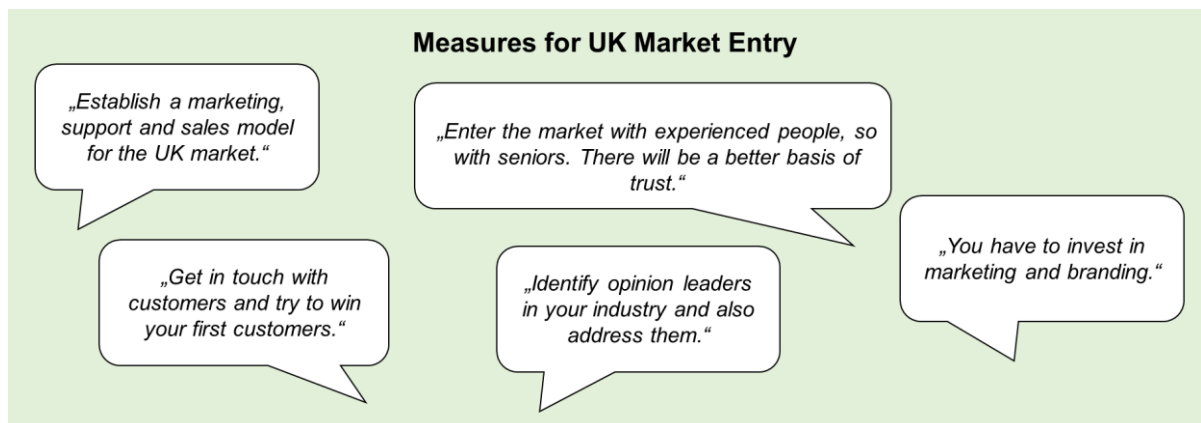 Measures for UK Market Entry
„Establish a marketing,
support and sales model
for the UK market.“
„Enter the market with experienced people, so
with seniors. There will be a better basis of
trust.“
„You have to invest in
marketing and branding.“
„Get in touch with
customers and try to win
your first customers.“
„Identify opinion leaders
in your industry and also
address them.“